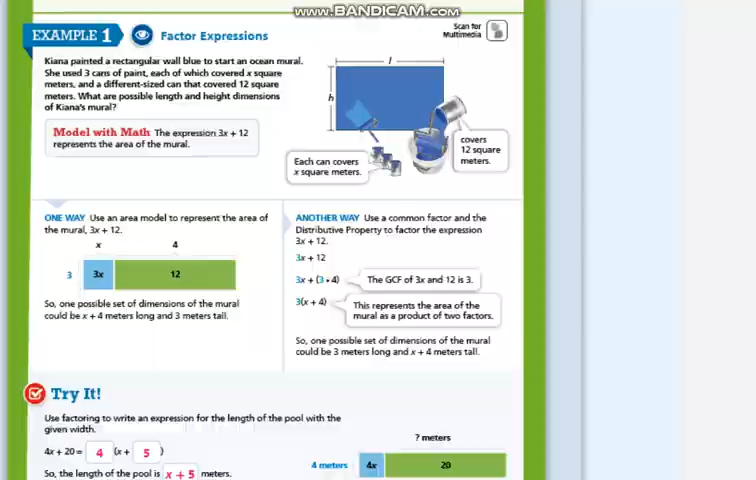 www.BANDICAM.com
EXAMPLE 1 Factor Expressions
Scan for
Multimedia
Kiana painted a rectangular wall blue to start an ocean mural.
She used 3 cans of paint, each of which covered x square
meters, and a different-sized can that covered 12 square
meters. What are possible length and height dimensions
of Kiana's mural?
Model with Math The expression 3x + 12
represents the area of the mural.
l
h
covers
12 square
meters.
Each can covers
x square meters.
ONE WAY Use an area model to represent the area of
the mural, 3x + 12.
x 4
3 3x 12
So, one possible set of dimensions of the mural
could be x + 4 meters long and 3 meters tall.
ANOTHER WAY Use a common factor and the
Distributive Property to factor the expression
3x + 12.
3x + 12
3x + (3 • 4) The GCF of 3x and 12 is 3.
3(x + 4) This represents the area of the
mural as a product of two factors.
So, one possible set of dimensions of the mural
could be 3 meters long and x + 4 meters tall.
Try It!
Use factoring to write an expression for the length of the pool with the
given width.
4x + 20 = 4 (x + 5 )
So, the length of the pool is x + 5 meters.
? meters
4 meters 4x 20